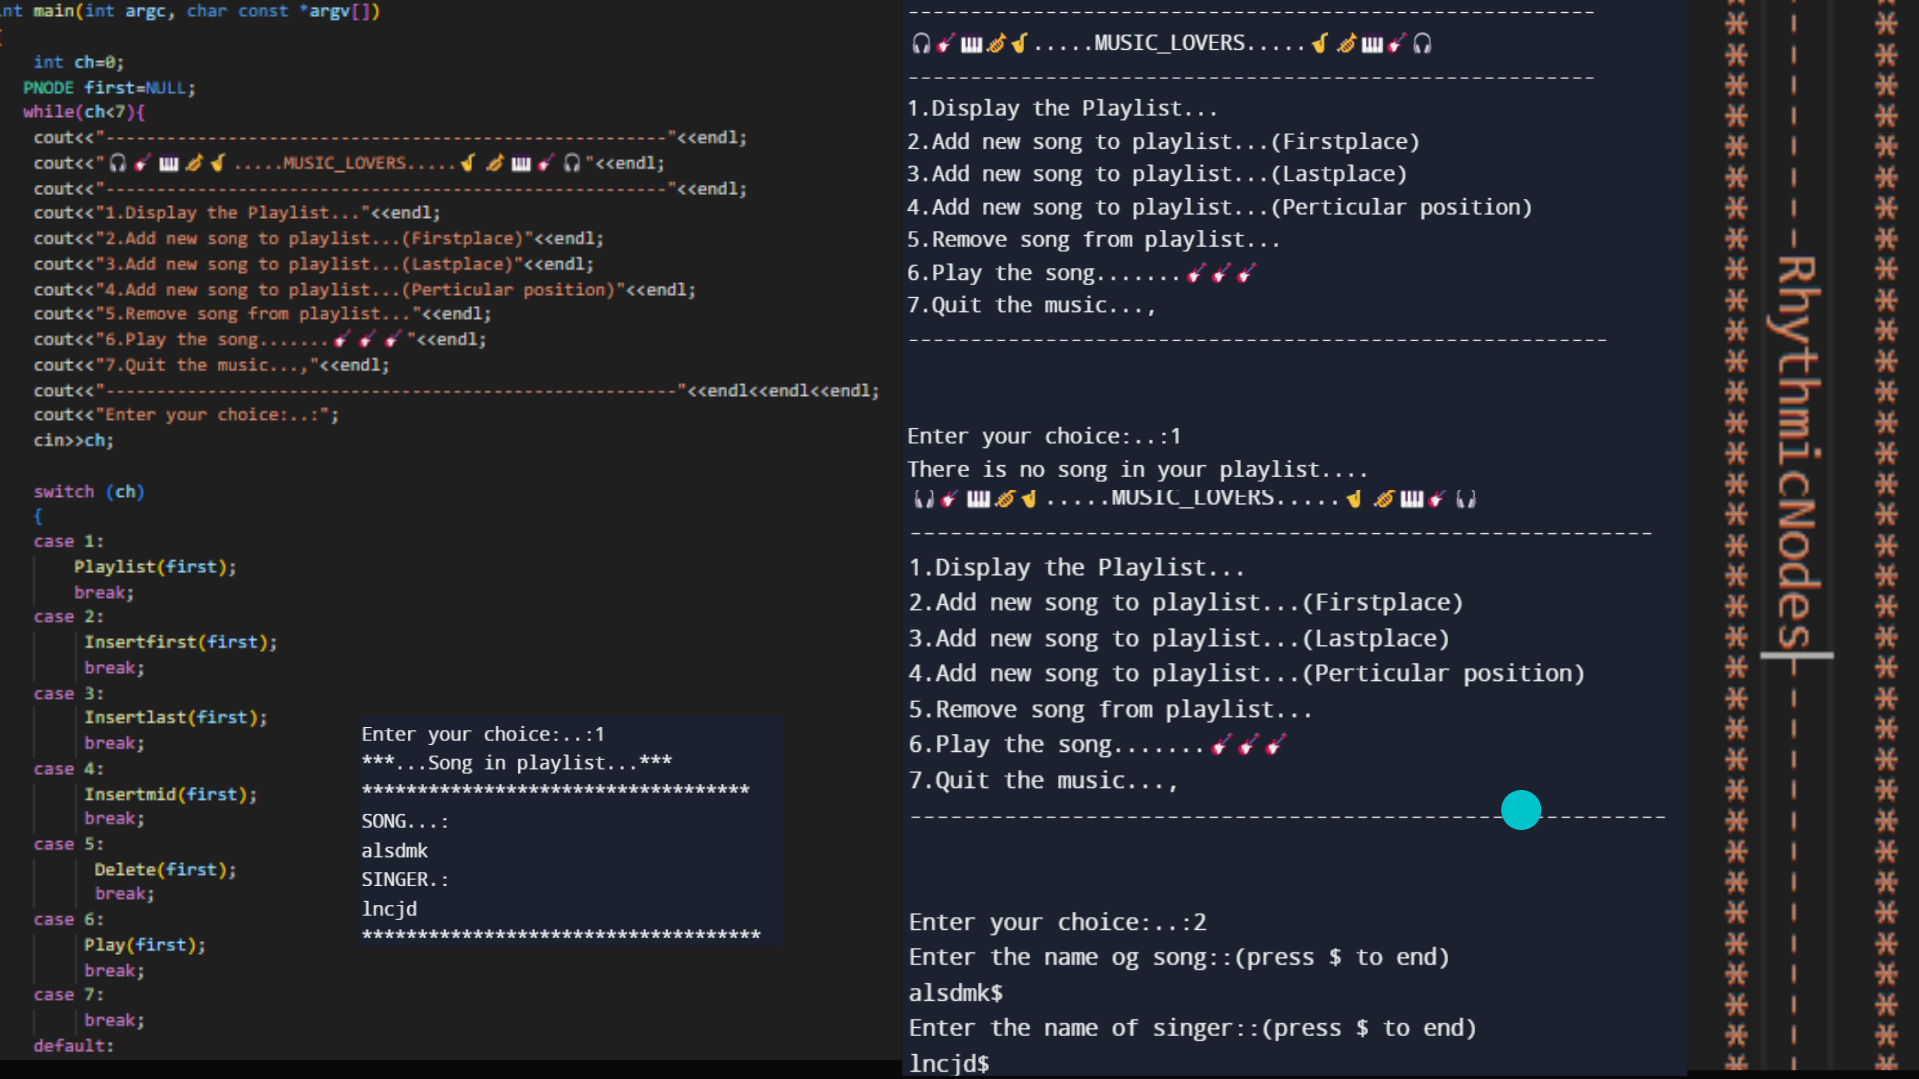 int main(int argc, char const *argv[])
{
int ch=0;
PNODE first=NULL;
while(ch<7){
cout<<"-------------------------------------------------------"<<endl;
cout<<"🎧🎸🎹🎺🎷.....MUSIC_LOVERS.....🎷🎺🎹🎸🎧"<<endl;
cout<<"-------------------------------------------------------"<<endl;
cout<<"1.Display the Playlist..."<<endl;
cout<<"2.Add new song to playlist...(Firstplace)"<<endl;
cout<<"3.Add new song to playlist...(Lastplace)"<<endl;
cout<<"4.Add new song to playlist...(Perticular position)"<<endl;
cout<<"5.Remove song from playlist..."<<endl;
cout<<"6.Play the song.......🎸🎸🎸"<<endl;
cout<<"7.Quit the music...,"<<endl;
cout<<"--------------------------------------------------------"<<endl<<endl<<endl;
cout<<"Enter your choice:..:";
cin>>ch;
switch (ch)
{
case 1:
Playlist(first);
break;
case 2:
Insertfirst(first);
break;
case 3:
Insertlast(first);
break;
case 4:
Insertmid(first);
break;
case 5:
Delete(first);
break;
case 6:
Play(first);
break;
case 7:
break;
default:
Enter your choice:..:1
***...Song in playlist...***
***********************************
SONG...:
alsdmk
SINGER.:
lncjd
************************************
-------------------------------------------------------
🎧🎸🎹🎺🎷.....MUSIC_LOVERS.....🎷🎺🎹🎸🎧
-------------------------------------------------------
1.Display the Playlist...
2.Add new song to playlist...(Firstplace)
3.Add new song to playlist...(Lastplace)
4.Add new song to playlist...(Perticular position)
5.Remove song from playlist...
6.Play the song.......🎸🎸🎸
7.Quit the music...,
--------------------------------------------------------
Enter your choice:..:1
There is no song in your playlist....
🎧🎸🎹🎺🎷.....MUSIC_LOVERS.....🎷🎺🎹🎸🎧
-------------------------------------------------------
1.Display the Playlist...
2.Add new song to playlist...(Firstplace)
3.Add new song to playlist...(Lastplace)
4.Add new song to playlist...(Perticular position)
5.Remove song from playlist...
6.Play the song.......🎸🎸🎸
7.Quit the music...,
--------------------------------------------------------
Enter your choice:..:2
Enter the name og song::(press $ to end)
alsdmk$
Enter the name of singer::(press $ to end)
lncjd$
***********************************
--------RhythmicNodes--------------
***********************************